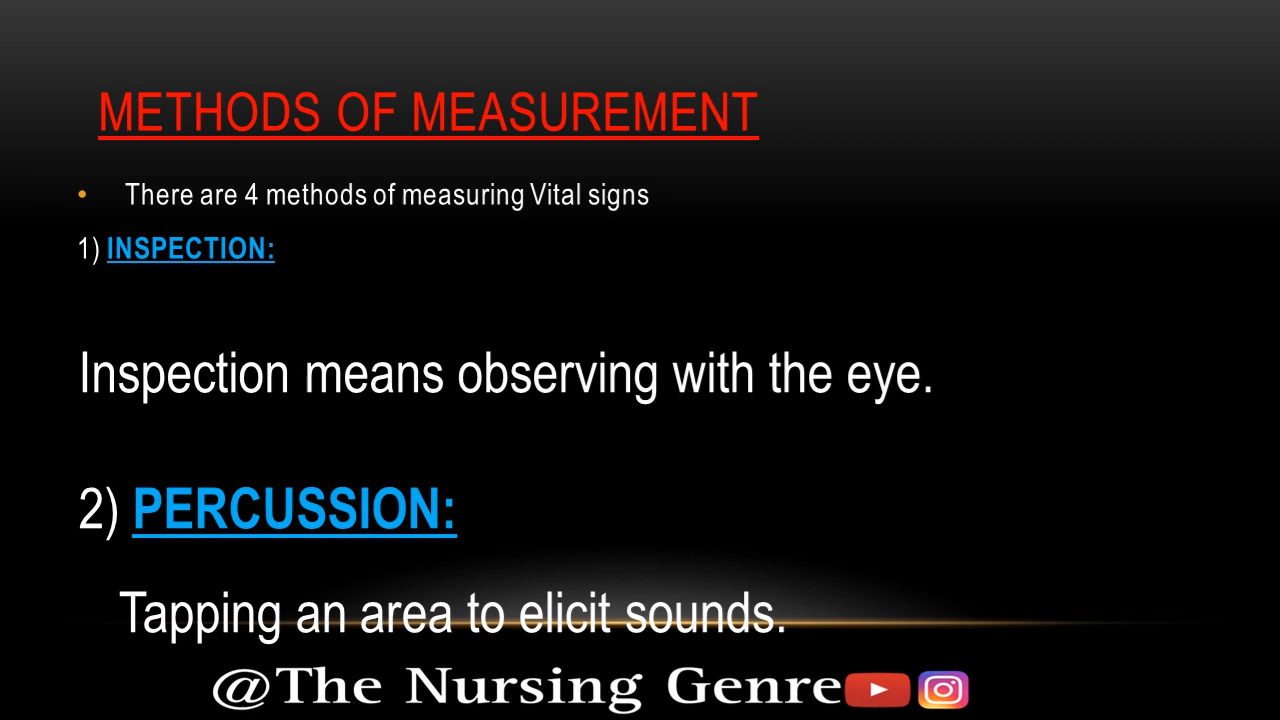 METHODS OF MEASUREMENT
• There are 4 methods of measuring Vital signs
1) INSPECTION:
Inspection means observing with the eye.
2) PERCUSSION:
Tapping an area to elicit sounds.
@The Nursing Genre